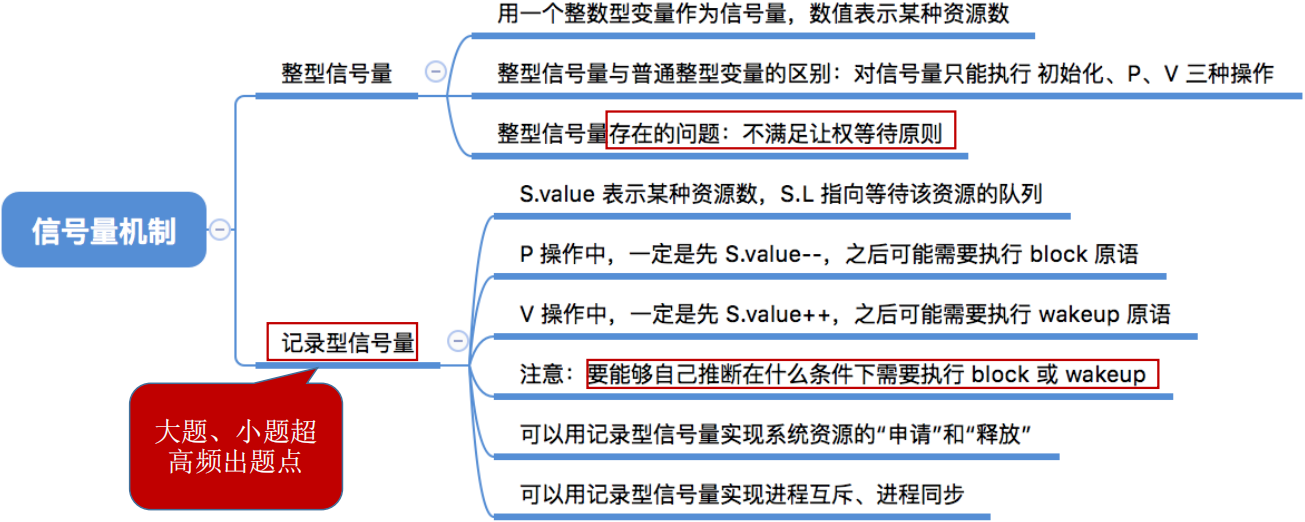 用一个整数型变量作为信号量，数值表示某种资源数
整型信号量
整型信号量与普通整型变量的区别：对信号量只能执行 初始化、P、V 三种操作
整型信号量存在的问题：不满足让权等待原则
信号量机制
S.value 表示某种资源数，S.L 指向等待该资源的队列
P 操作中，一定是先 S.value--，之后可能需要执行 block 原语
V 操作中，一定是先 S.value++，之后可能需要执行 wakeup 原语
记录型信号量
注意：要能够自己推断在什么条件下需要执行 block 或 wakeup
可以用记录型信号量实现系统资源的“申请”和“释放”
可以用记录型信号量实现进程互斥、进程同步
大题、小题超
高频出题点